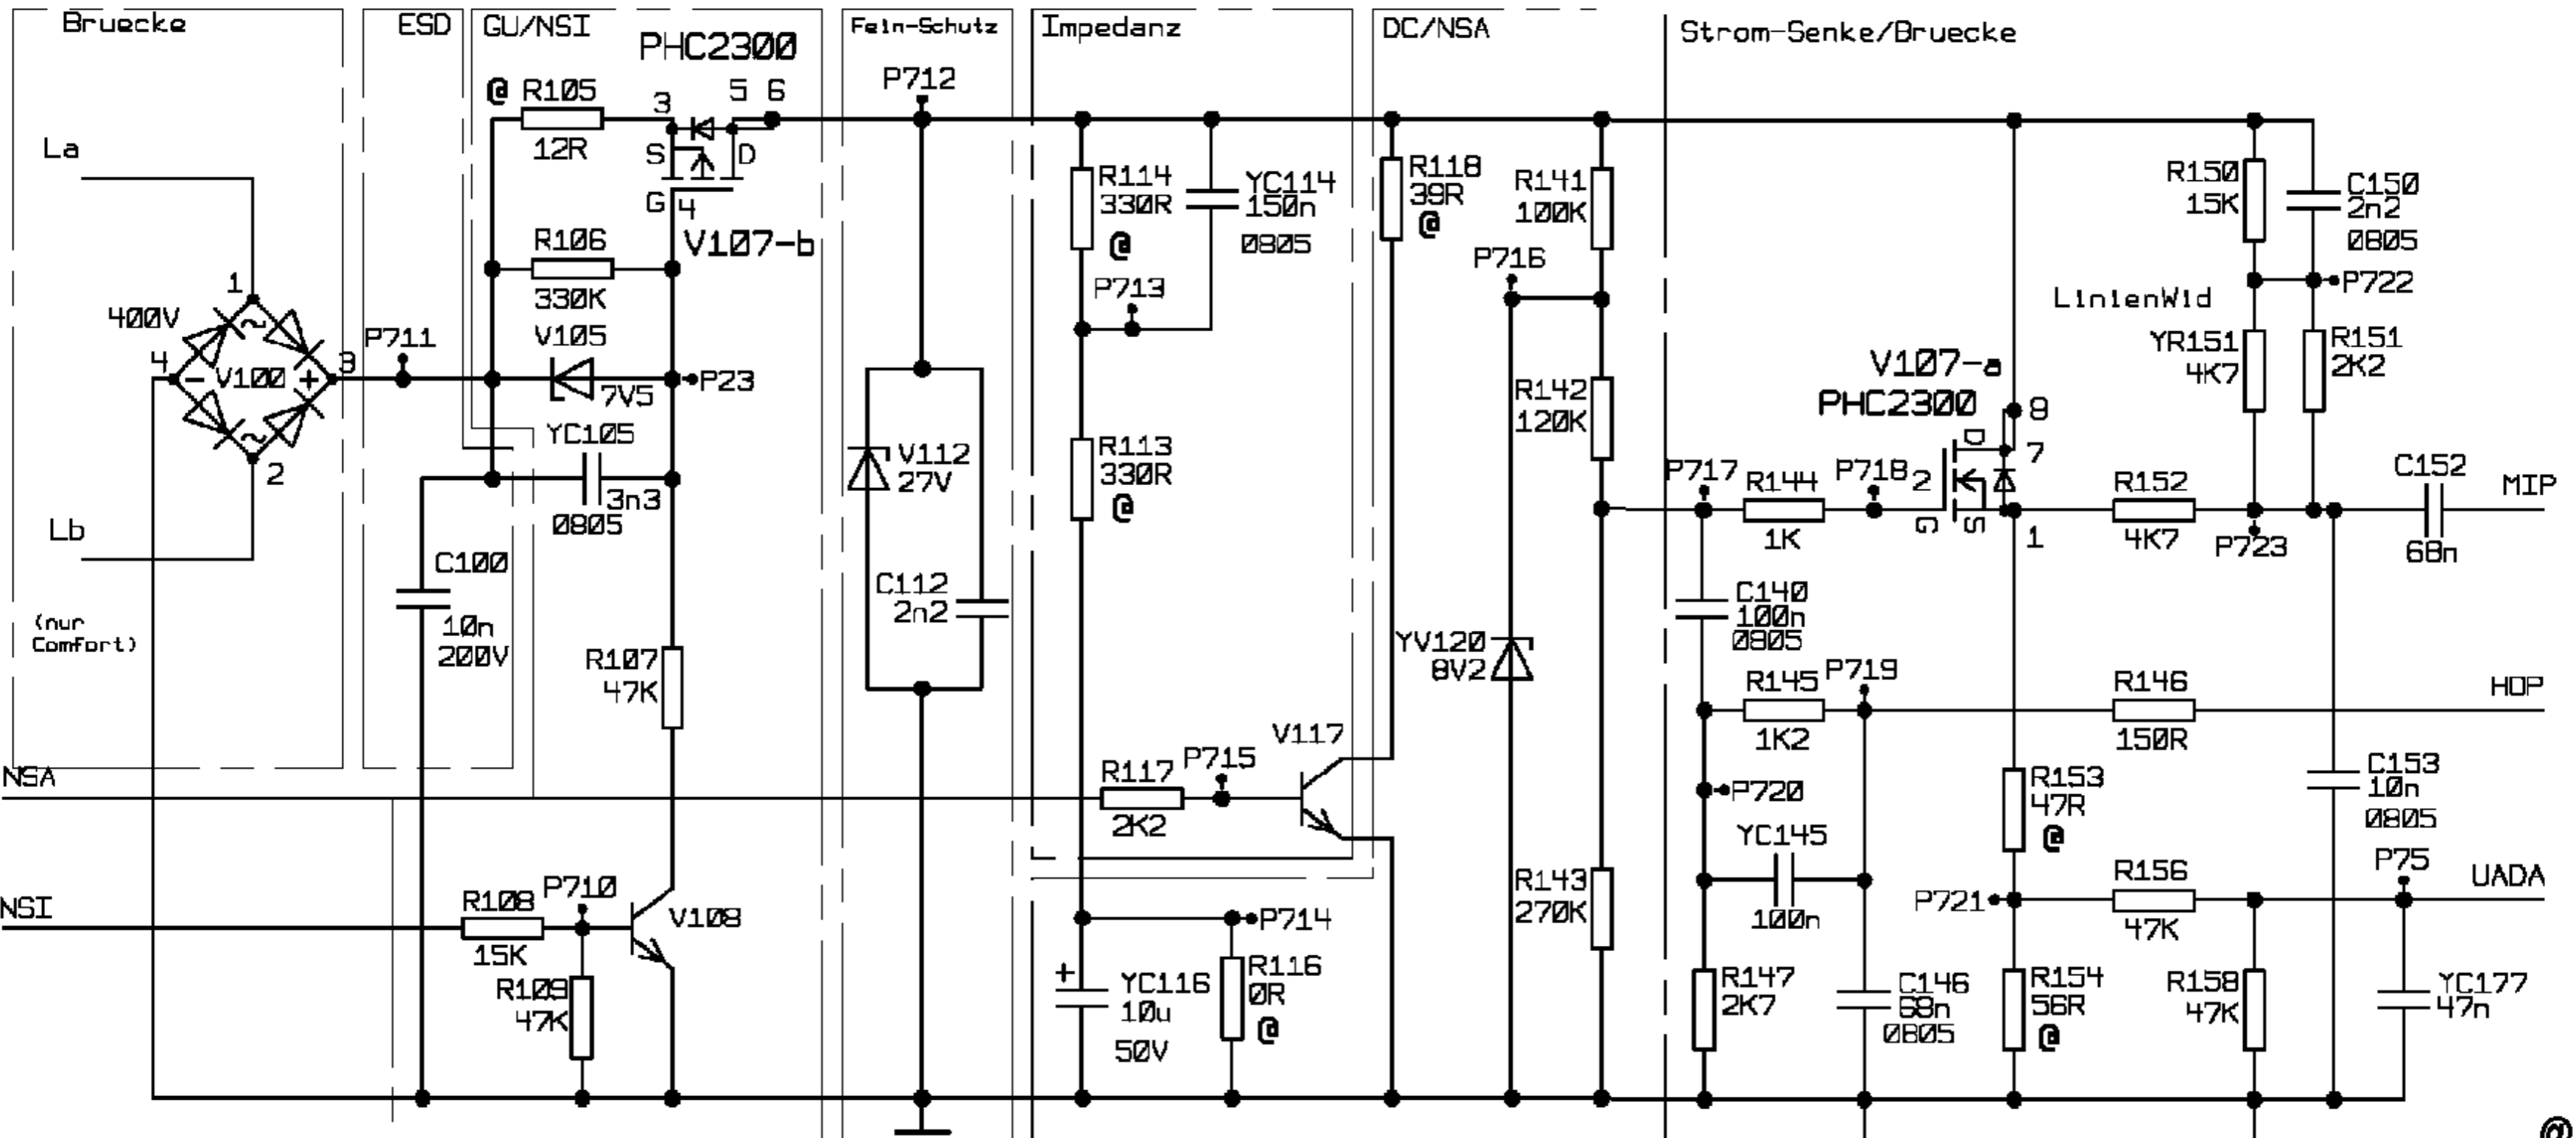 Bruecke
ESD
GU/NSI
Fein-Schutz
Impedanz
DC/NSA
Strom-Senke/Bruecke
PHC2300
P712
@ R105
12R
3
5 6
S
D
G 4
V107-b
La
R106
330K
V105
7V5
P23
1
400V
4
3
- V100 +
~
~
2
P711
YC105
3n3
0805
Lb
(nur
Comfort)
C100
10n
200V
R107
47K
V112
27V
C112
2n2
R114
330R
@
YC114
150n
0805
P713
R113
330R
@
R118
39R
@
R141
100K
P716
R142
120K
YV120
8V2
R143
270K
R150
15K
C150
2n2
0805
P722
LinienWid
YR151
4K7
R151
2K2
V107-a
PHC2300
8
7
D
2
G
S
1
P717
R144
1K
P718
R152
4K7
P723
C152
68n
MIP
C140
100n
0805
R145
1K2
P719
R146
150R
HOP
P720
YC145
100n
R153
47R
@
C153
10n
0805
P721
R156
47K
P75
UADA
R147
2K7
C146
68n
0805
R154
56R
@
R158
47K
YC177
47n
NSA
R117
2K2
P715
V117
NSI
R108
15K
P710
V108
R109
47K
P714
+
YC116
10u
50V
R116
0R
@
@